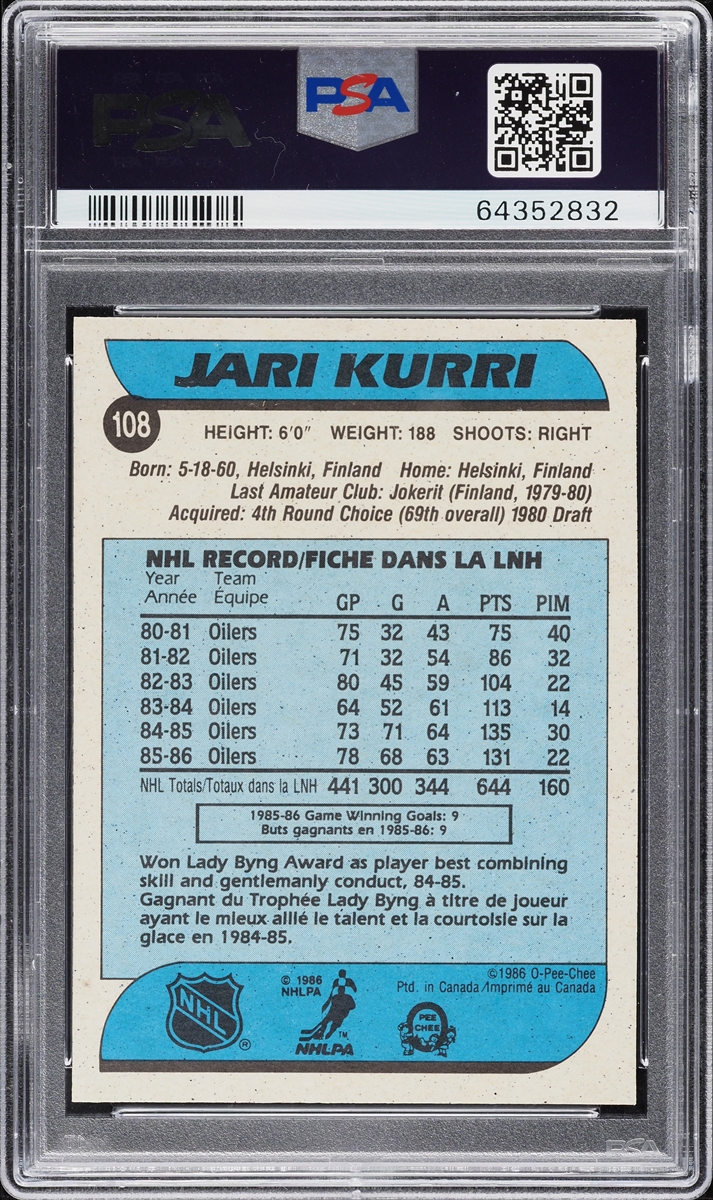 PSA
PSA
64352832
JARI KURRI
108
HEIGHT: 6'0" WEIGHT: 188 SHOOTS: RIGHT
Born: 5-18-60, Helsinki, Finland Home: Helsinki, Finland
Last Amateur Club: Jokerit (Finland, 1979-80)
Acquired: 4th Round Choice (69th overall) 1980 Draft
NHL RECORD/FICHE DANS LA LNH
Year Team
Année Équipe GP G A PTS PIM
80-81 Oilers 75 32 43 75 40
81-82 Oilers 71 32 54 86 32
82-83 Oilers 80 45 59 104 22
83-84 Oilers 64 52 61 113 14
84-85 Oilers 73 71 64 135 30
85-86 Oilers 78 68 63 131 22
NHL Totals/Totaux dans la LNH 441 300 344 644 160
1985-86 Game Winning Goals: 9
Buts gagnants en 1985-86: 9
Won Lady Byng Award as player best combining
skill and gentlemanly conduct, 84-85.
Gagnant du Trophée Lady Byng à titre de joueur
ayant le mieux allié le talent et la courtoisie sur la
glace en 1984-85.
©1986 O-Pee-Chee
Ptd. in Canada/Imprimé au Canada
NHL
®
© 1986
NHLPA
TM
NHLPA
PEE
CHEE
PSA